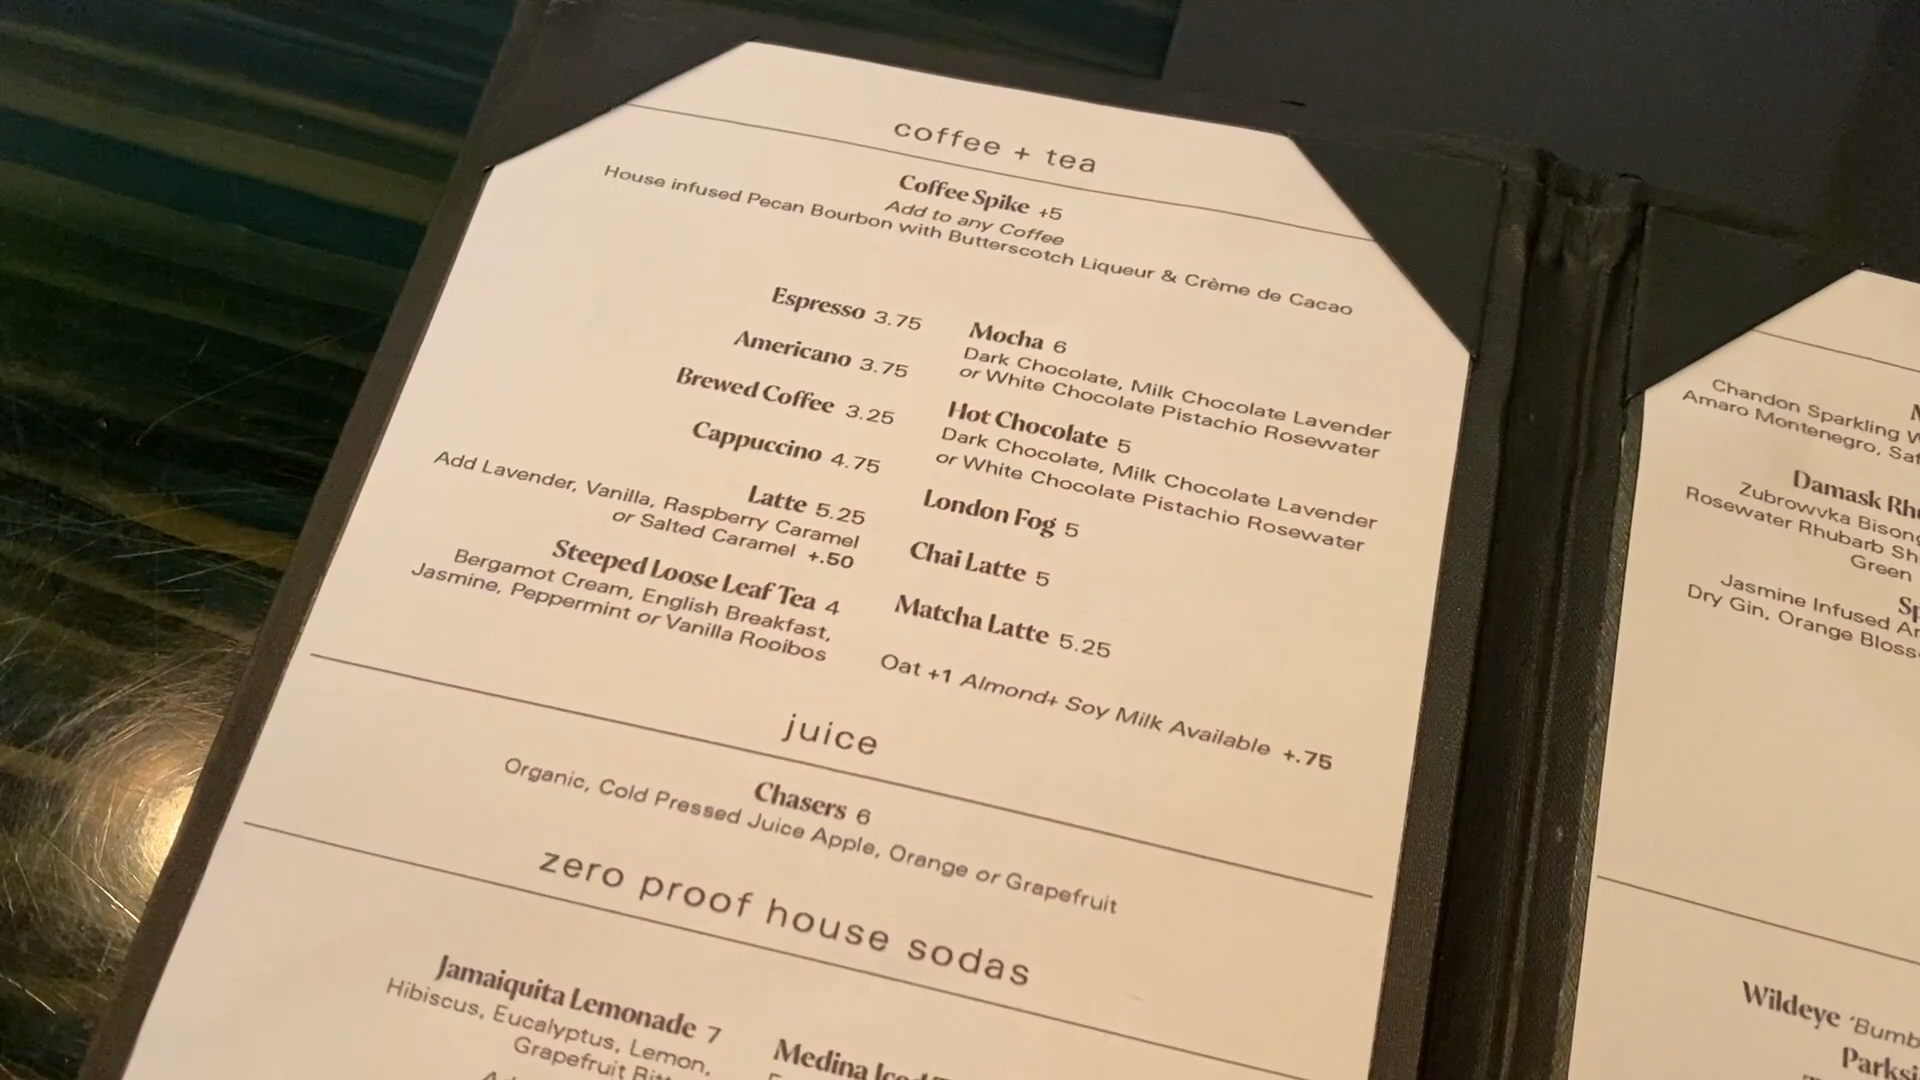 coffee + tea
Coffee Spike +5
Add to any Coffee
House infused Pecan Bourbon with Butterscotch Liqueur & Crème de Cacao
Espresso 3.75
Americano 3.75
Brewed Coffee 3.25
Cappuccino 4.75
Latte 5.25
Add Lavender, Vanilla, Raspberry Caramel
or Salted Caramel +.50
Steeped Loose Leaf Tea 4
Bergamot Cream, English Breakfast,
Jasmine, Peppermint or Vanilla Rooibos
Mocha 6
Dark Chocolate, Milk Chocolate Lavender
or White Chocolate Pistachio Rosewater
Hot Chocolate 5
Dark Chocolate, Milk Chocolate Lavender
or White Chocolate Pistachio Rosewater
London Fog 5
Chai Latte 5
Matcha Latte 5.25
Oat +1 Almond+ Soy Milk Available +.75
juice
Chasers 6
Organic, Cold Pressed Juice Apple, Orange or Grapefruit
zero proof house sodas
Jamaiquita Lemonade 7
Hibiscus, Eucalyptus, Lemon,
Grapefruit
Medina
Chandon Sparkling
Amaro Montenegro,
Damask
Zubrowvka
Rosewater Rhubarb
Green
Jasmine Infused
Dry Gin, Orange
Wildeye